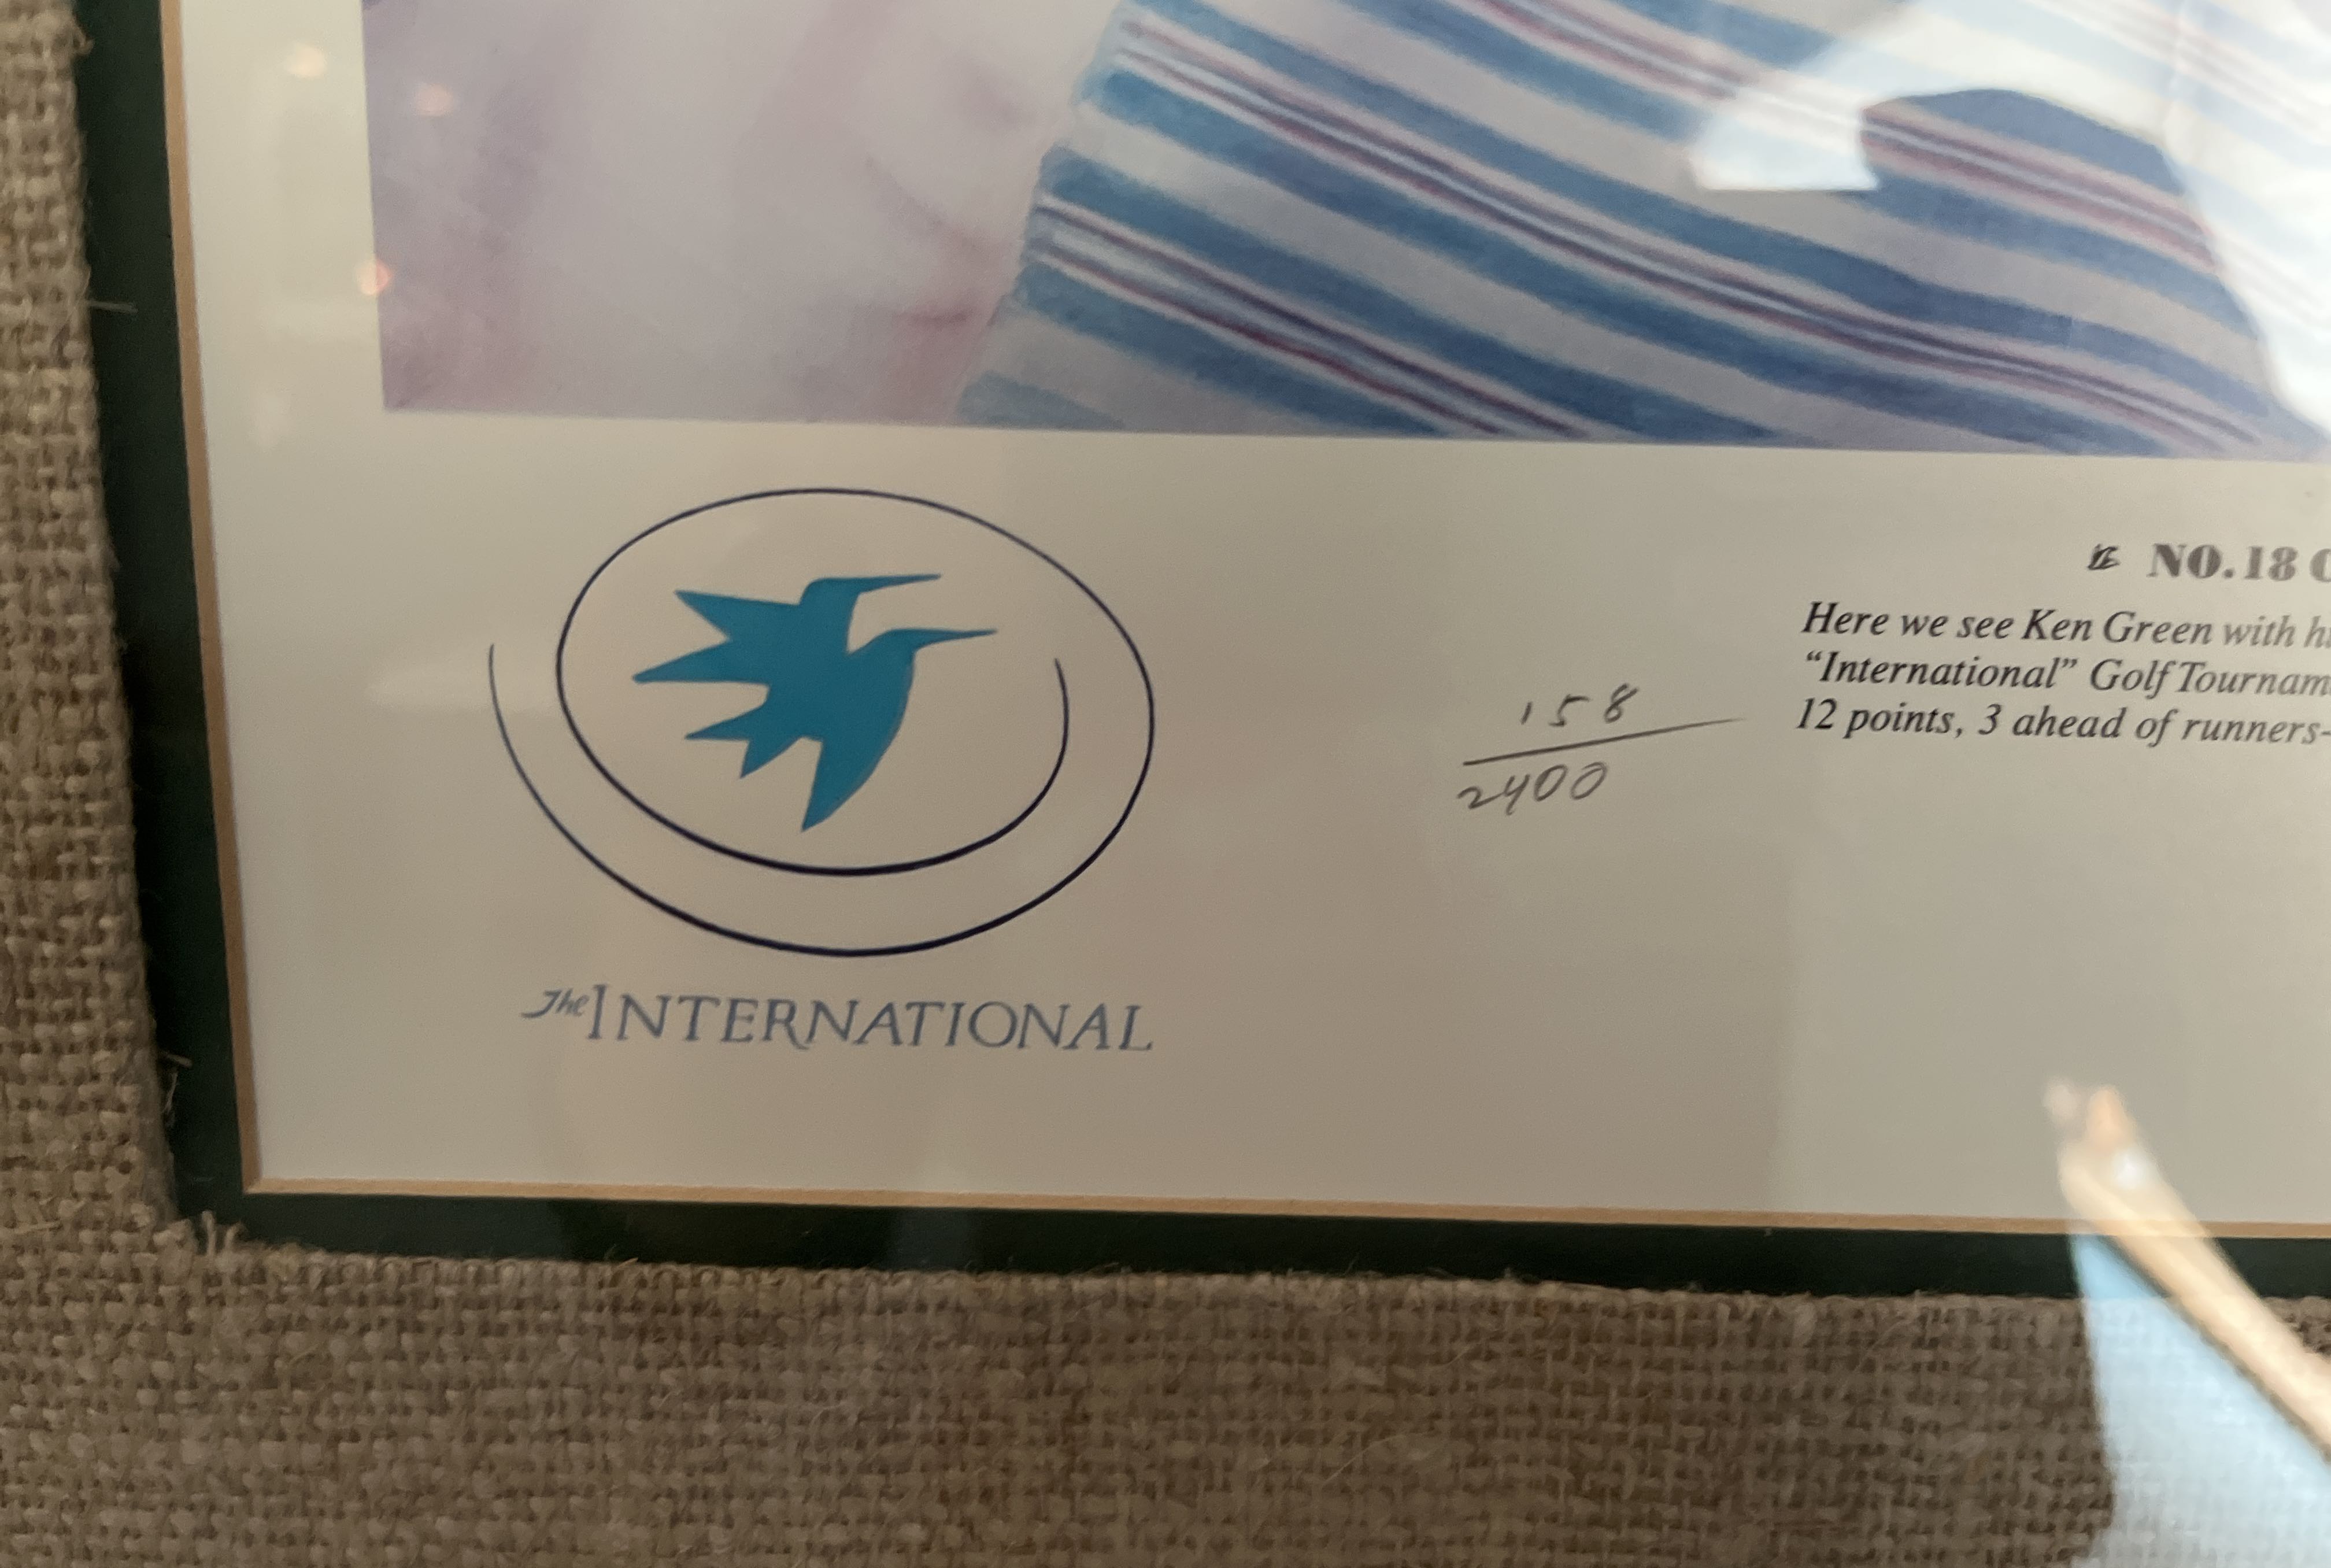 NO.18
Here we see Ken Green with
"International" Golf Tournam
12 points, 3 ahead of runners-
158
2400
The INTERNATIONAL